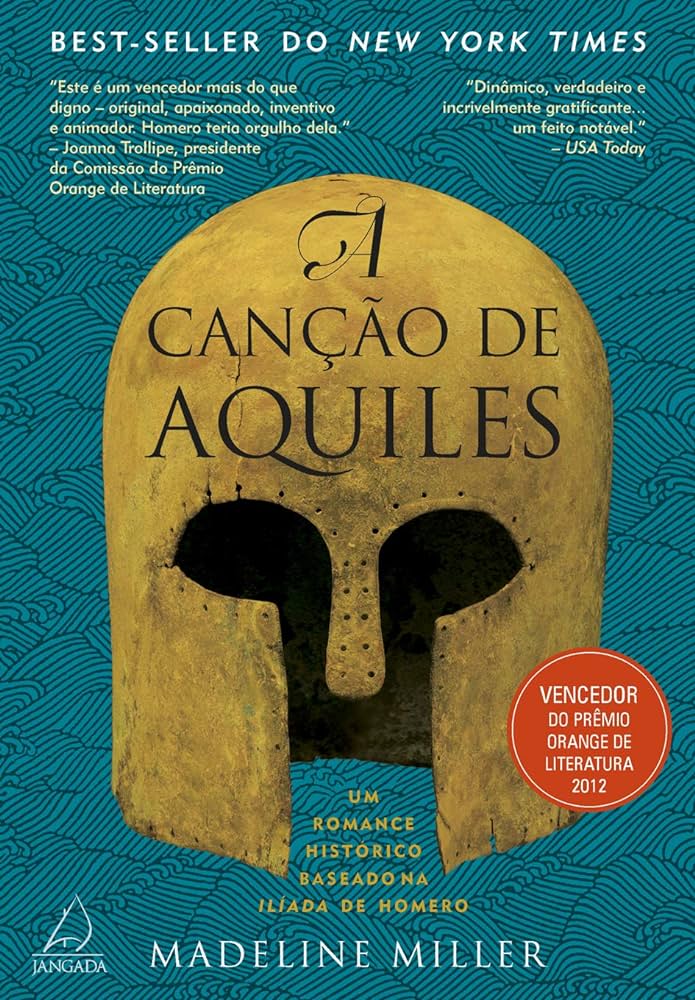 BEST-SELLER DO NEW YORK TIMES
"Este é um vencedor mais do que
digno – original, apaixonado, inventivo
e animador. Homero teria orgulho dela."
– Joanna Trollipe, presidente
da Comissão do Prêmio
Orange de Literatura
"Dinâmico, verdadeiro e
incrivelmente gratificante...
um feito notável."
– USA Today
A
CANÇÃO DE
AQUILES
VENCEDOR
DO PRÊMIO
ORANGE DE
LITERATURA
2012
UM
ROMANCE
HISTÓRICO
BASEADO NA
ILÍADA DE HOMERO
JANGADA
MADELINE MILLER